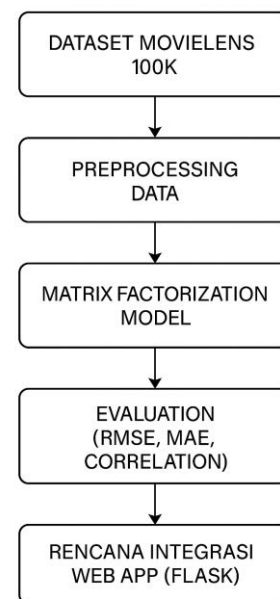 DATASET MOVIELENS
100K
PREPROCESSING
DATA
MATRIX FACTORIZATION
MODEL
EVALUATION
(RMSE, MAE,
CORRELATION)
RENCANA INTEGRASI
WEB APP (FLASK)